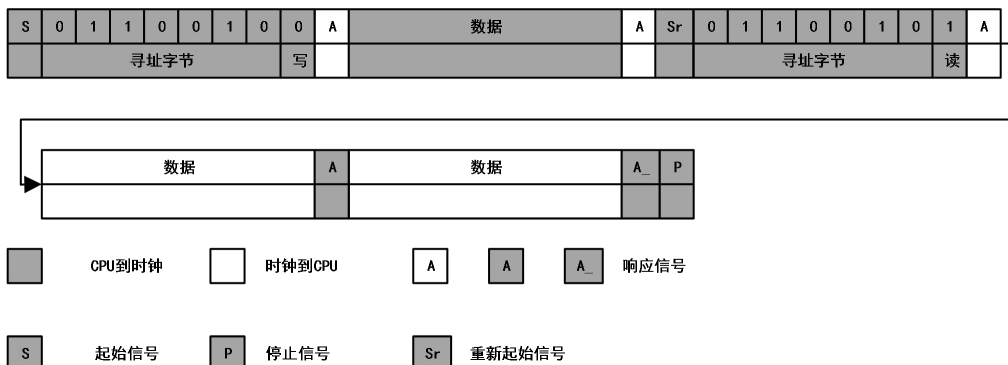 S 0 1 1 0 0 1 0 0 A 数据 A Sr 0 1 1 0 0 1 0 1 A
寻址字节 写 寻址字节 读
数据 A 数据 A_ P
CPU到时钟 时钟到CPU A A A_ 响应信号
S 起始信号 P 停止信号 Sr 重新起始信号